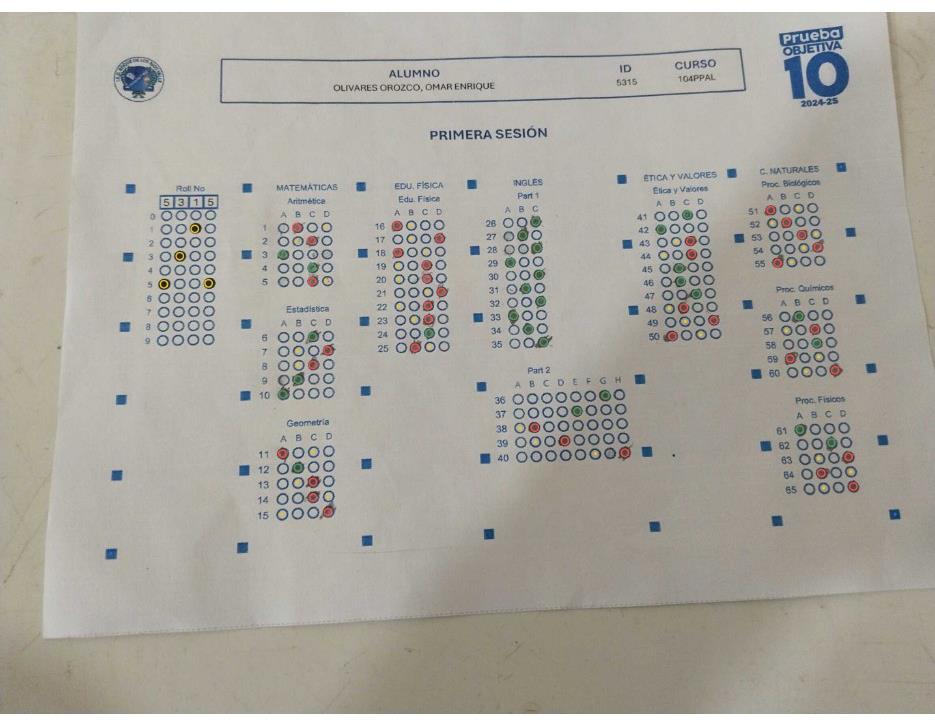 Prueba
OBJETIVA
10
2024-25
ALUMNO
OLIVARES OROZCO, OMAR ENRIQUE
ID
5315
CURSO
104PPAL
PRIMERA SESIÓN
Roll No
5 3 1 5
0
1
2
3
4
5
6
7
8
9
MATEMÁTICAS
Aritmética
A B C D
1
2
3
4
5
Estadística
A B C D
6
7
8
9
10
Geometría
A B C D
11
12
13
14
15
EDU. FÍSICA
Edu. Física
A B C D
16
17
18
19
20
21
22
23
24
25
INGLÉS
Part 1
A B C
26
27
28
29
30
31
32
33
34
35
Part 2
A B C D E F G H
36
37
38
39
40
ÉTICA Y VALORES
Ética y Valores
A B C D
41
42
43
44
45
46
47
48
49
50
C. NATURALES
Proc. Biológicos
A B C D
51
52
53
54
55
Proc. Químicos
A B C D
56
57
58
59
60
Proc. Físicos
A B C D
61
62
63
64
65